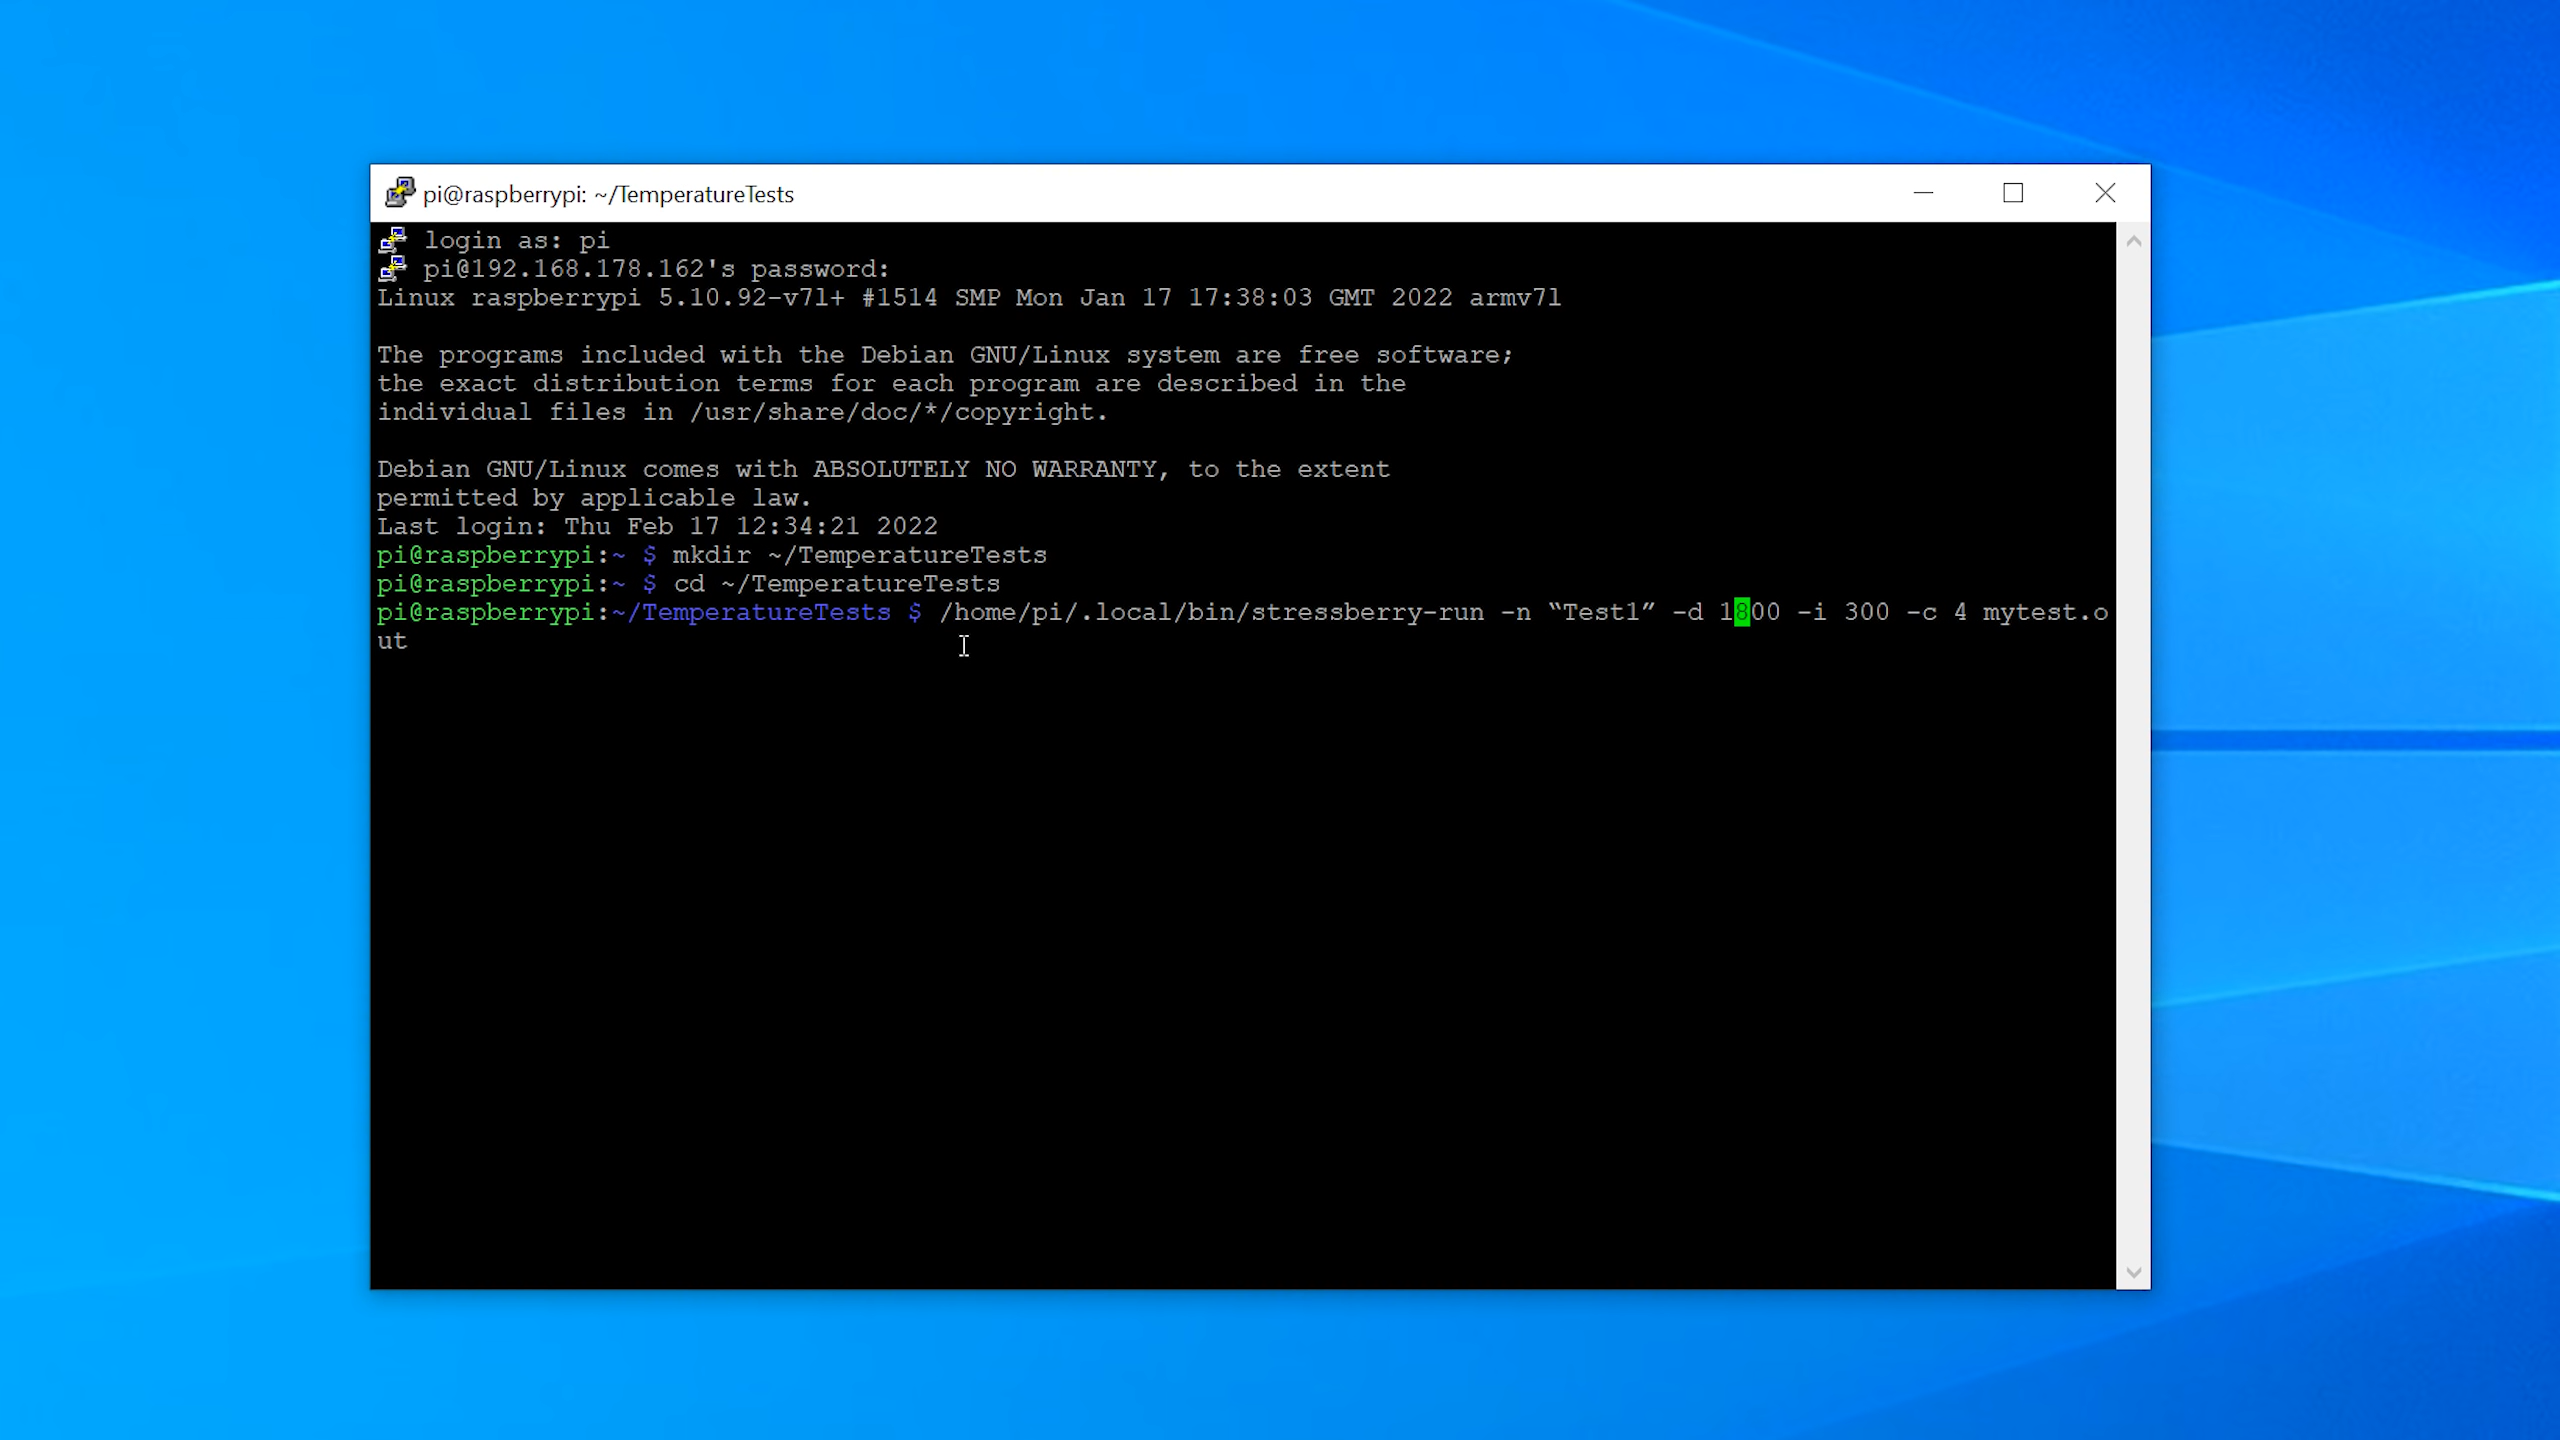 pi@raspberrypi: ~/TemperatureTests
login as: pi
pi@192.168.178.162's password:
Linux raspberrypi 5.10.92-v7l+ #1514 SMP Mon Jan 17 17:38:03 GMT 2022 armv7l
The programs included with the Debian GNU/Linux system are free software;
the exact distribution terms for each program are described in the
individual files in /usr/share/doc/*/copyright.
Debian GNU/Linux comes with ABSOLUTELY NO WARRANTY, to the extent
permitted by applicable law.
Last login: Thu Feb 17 12:34:21 2022
pi@raspberrypi:~ $ mkdir ~/TemperatureTests
pi@raspberrypi:~ $ cd ~/TemperatureTests
pi@raspberrypi:~/TemperatureTests $ /home/pi/.local/bin/stressberry-run -n “Test1” -d 1800 -i 300 -c 4 mytest.o
ut